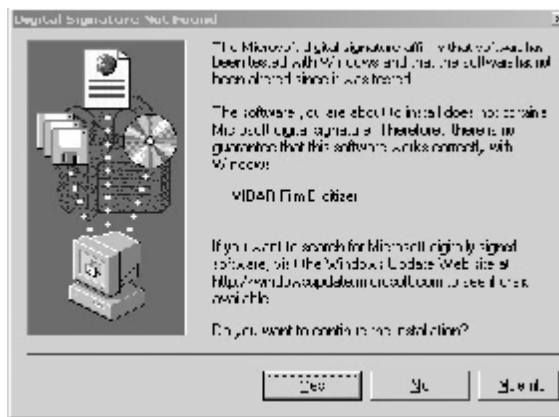 Digital Signature Not Found
The Microsoft digital signature affirms that software has
been tested with Windows and that the software has not
been altered since it was tested.
The software you are about to install does not contain a
Microsoft digital signature. Therefore, there is no
guarantee that this software works correctly with
Windows.
VIDAR Film Digitizer
If you want to search for Microsoft digitally signed
software, visit the Windows Update Web site at
http://windowsupdate.microsoft.com to see if one is
available.
Do you want to continue the installation?
Yes
No
More Info